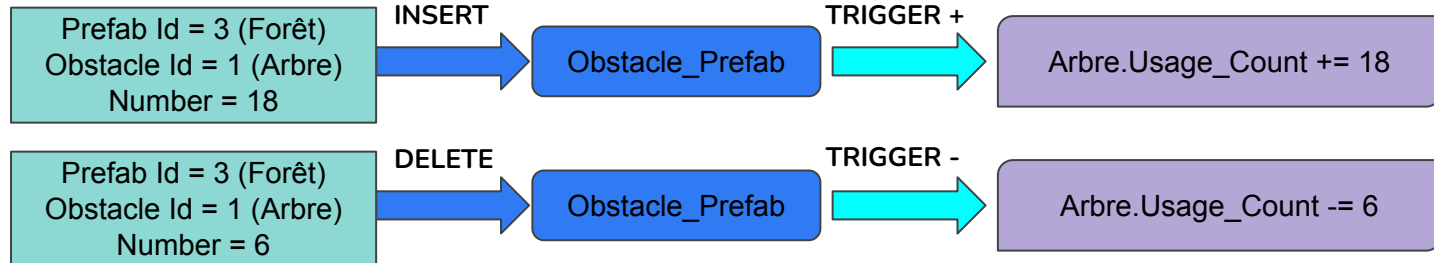 Prefab Id = 3 (Forêt)
Obstacle Id = 1 (Arbre)
Number = 18
INSERT
Obstacle_Prefab
TRIGGER +
Arbre.Usage_Count += 18
Prefab Id = 3 (Forêt)
Obstacle Id = 1 (Arbre)
Number = 6
DELETE
Obstacle_Prefab
TRIGGER -
Arbre.Usage_Count -= 6